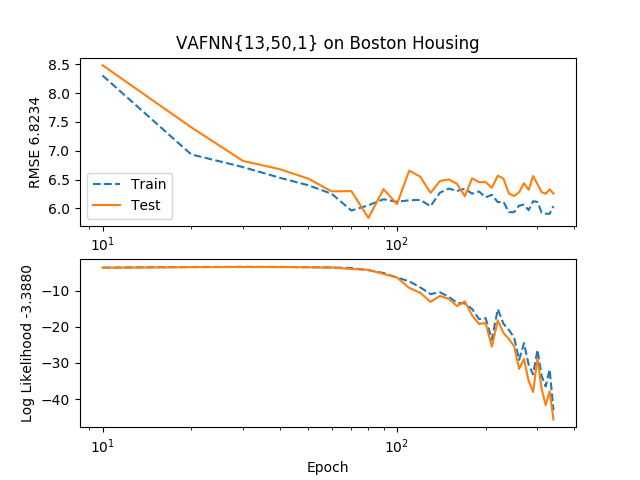 VAFNN{13,50,1} on Boston Housing
RMSE 6.8234
8.5
8.0
7.5
7.0
6.5
6.0
Train
Test
10¹
10²
Log Likelihood -3.3880
−10
−20
−30
−40
10¹
10²
Epoch